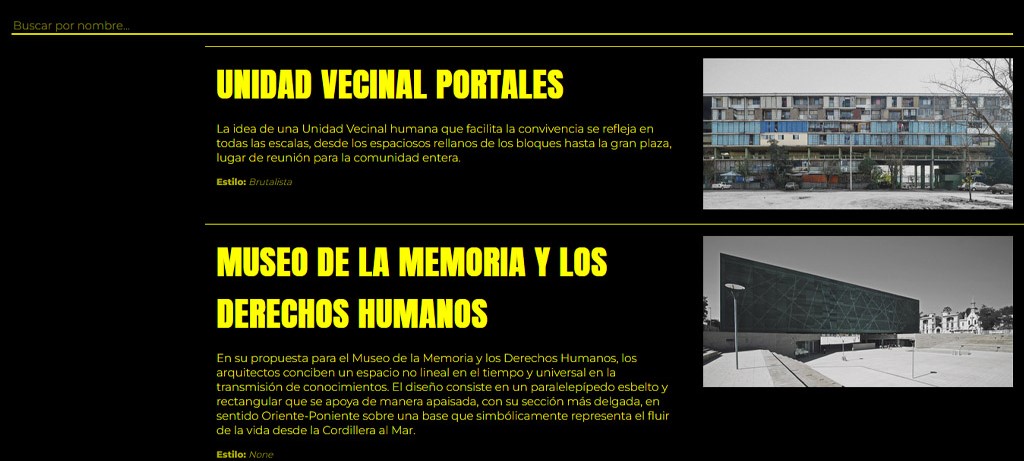 Buscar por nombre...
UNIDAD VECINAL PORTALES
La idea de una Unidad Vecinal humana que facilita la convivencia se refleja en
todas las escalas, desde los espaciosos rellanos de los bloques hasta la gran plaza,
lugar de reunión para la comunidad entera.
Estilo: Brutalista
MUSEO DE LA MEMORIA Y LOS
DERECHOS HUMANOS
En su propuesta para el Museo de la Memoria y los Derechos Humanos, los
arquitectos conciben un espacio no lineal en el tiempo y universal en la
transmisión de conocimientos. El diseño consiste en un paralelepípedo esbelto y
rectangular que se apoya de manera apaisada, con su sección más delgada, en
sentido Oriente-Poniente sobre una base que simbólicamente representa el fluir
de la vida desde la Cordillera al Mar.
Estilo: None